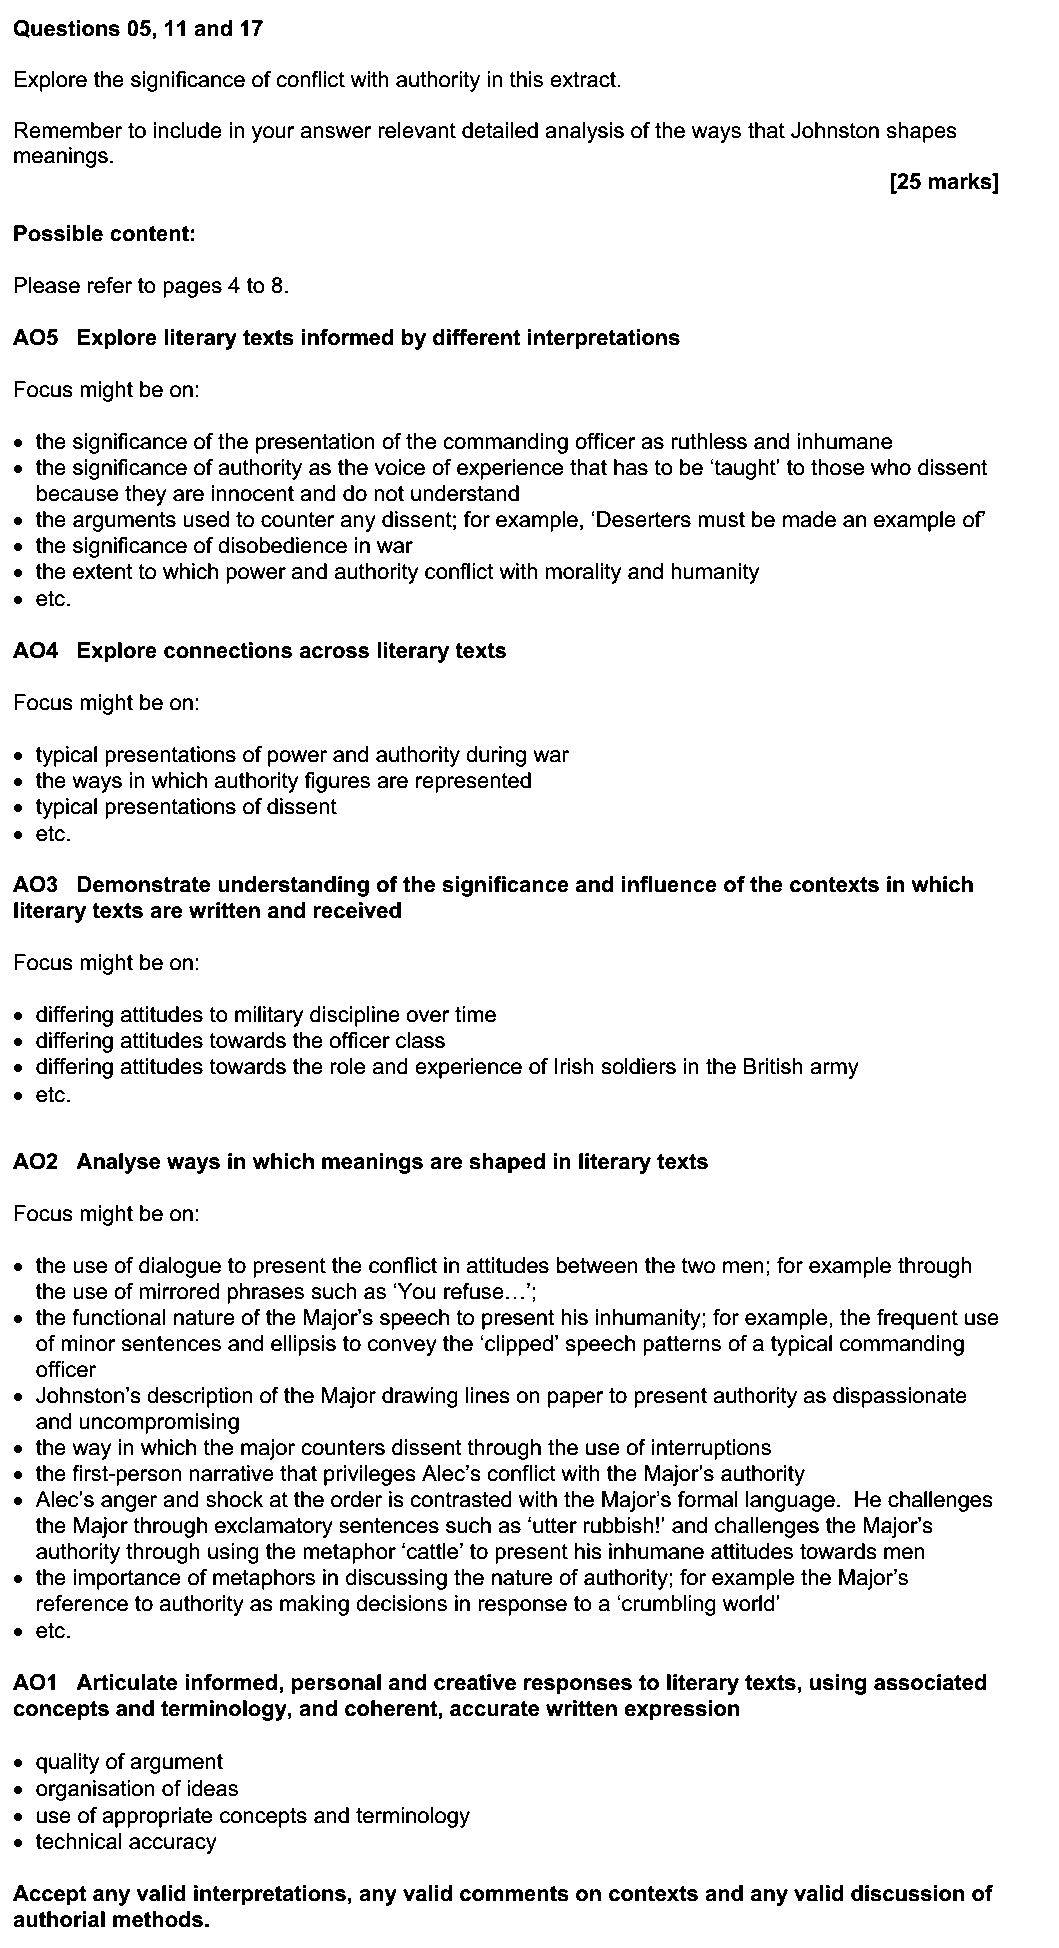 Questions 05, 11 and 17
Explore the significance of conflict with authority in this extract.
Remember to include in your answer relevant detailed analysis of the ways that Johnston shapes
meanings.
[25 marks]
Possible content:
Please refer to pages 4 to 8.
AO5 Explore literary texts informed by different interpretations
Focus might be on:
• the significance of the presentation of the commanding officer as ruthless and inhumane
• the significance of authority as the voice of experience that has to be ‘taught’ to those who dissent
because they are innocent and do not understand
• the arguments used to counter any dissent; for example, ‘Deserters must be made an example of’
• the significance of disobedience in war
• the extent to which power and authority conflict with morality and humanity
• etc.
AO4 Explore connections across literary texts
Focus might be on:
• typical presentations of power and authority during war
• the ways in which authority figures are represented
• typical presentations of dissent
• etc.
AO3 Demonstrate understanding of the significance and influence of the contexts in which
literary texts are written and received
Focus might be on:
• differing attitudes to military discipline over time
• differing attitudes towards the officer class
• differing attitudes towards the role and experience of Irish soldiers in the British army
• etc.
AO2 Analyse ways in which meanings are shaped in literary texts
Focus might be on:
• the use of dialogue to present the conflict in attitudes between the two men; for example through
the use of mirrored phrases such as ‘You refuse…’;
• the functional nature of the Major’s speech to present his inhumanity; for example, the frequent use
of minor sentences and ellipsis to convey the ‘clipped’ speech patterns of a typical commanding
officer
• Johnston’s description of the Major drawing lines on paper to present authority as dispassionate
and uncompromising
• the way in which the major counters dissent through the use of interruptions
• the first-person narrative that privileges Alec’s conflict with the Major’s authority
• Alec’s anger and shock at the order is contrasted with the Major’s formal language. He challenges
the Major through exclamatory sentences such as ‘utter rubbish!’ and challenges the Major’s
authority through using the metaphor ‘cattle’ to present his inhumane attitudes towards men
• the importance of metaphors in discussing the nature of authority; for example the Major’s
reference to authority as making decisions in response to a ‘crumbling world’
• etc.
AO1 Articulate informed, personal and creative responses to literary texts, using associated
concepts and terminology, and coherent, accurate written expression
• quality of argument
• organisation of ideas
• use of appropriate concepts and terminology
• technical accuracy
Accept any valid interpretations, any valid comments on contexts and any valid discussion of
authorial methods.